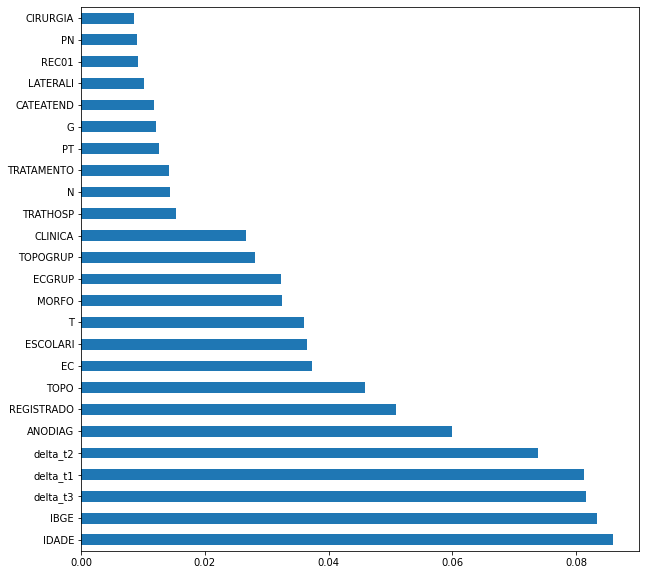 CIRURGIA
PN
REC01
LATERALI
CATEATEND
G
PT
TRATAMENTO
N
TRATHOSP
CLINICA
TOPOGRUP
ECGRUP
MORFO
T
ESCOLARI
EC
TOPO
REGISTRADO
ANODIAG
delta_t2
delta_t1
delta_t3
IBGE
IDADE
0.00 0.02 0.04 0.06 0.08